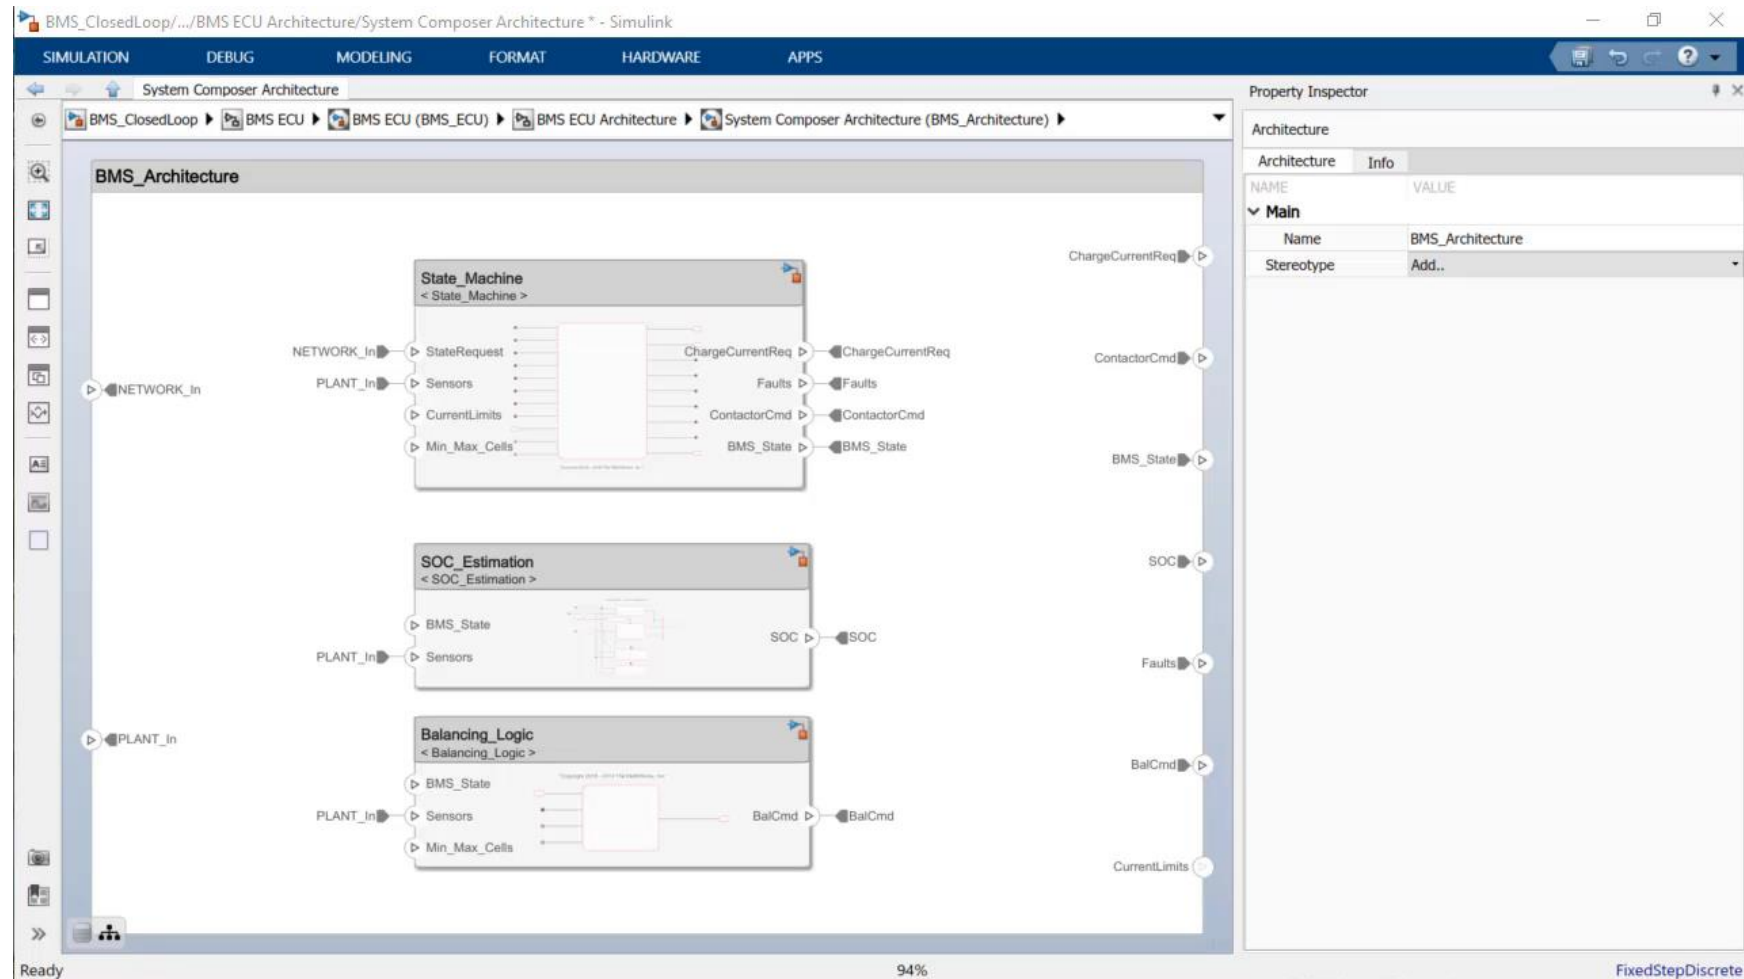 BMS_ClosedLoop/.../BMS ECU Architecture/System Composer Architecture * - Simulink
SIMULATION DEBUG MODELING FORMAT HARDWARE APPS
System Composer Architecture
BMS_ClosedLoop BMS ECU BMS ECU (BMS_ECU) BMS ECU Architecture System Composer Architecture (BMS_Architecture)
BMS_Architecture
NETWORK_In
PLANT_In
State_Machine
< State_Machine >
NETWORK_In StateRequest ChargeCurrentReq ChargeCurrentReq
PLANT_In Sensors Faults Faults
CurrentLimits ContactorCmd ContactorCmd
Min_Max_Cells BMS_State BMS_State
SOC_Estimation
< SOC_Estimation >
BMS_State
SOC SOC
PLANT_In Sensors
Balancing_Logic
< Balancing_Logic >
BMS_State
PLANT_In Sensors BalCmd BalCmd
Min_Max_Cells
ChargeCurrentReq
ContactorCmd
BMS_State
SOC
Faults
BalCmd
CurrentLimits
Property Inspector
Architecture
Architecture Info
NAME VALUE
Main
Name BMS_Architecture
Stereotype Add..
Ready 94% FixedStepDiscrete